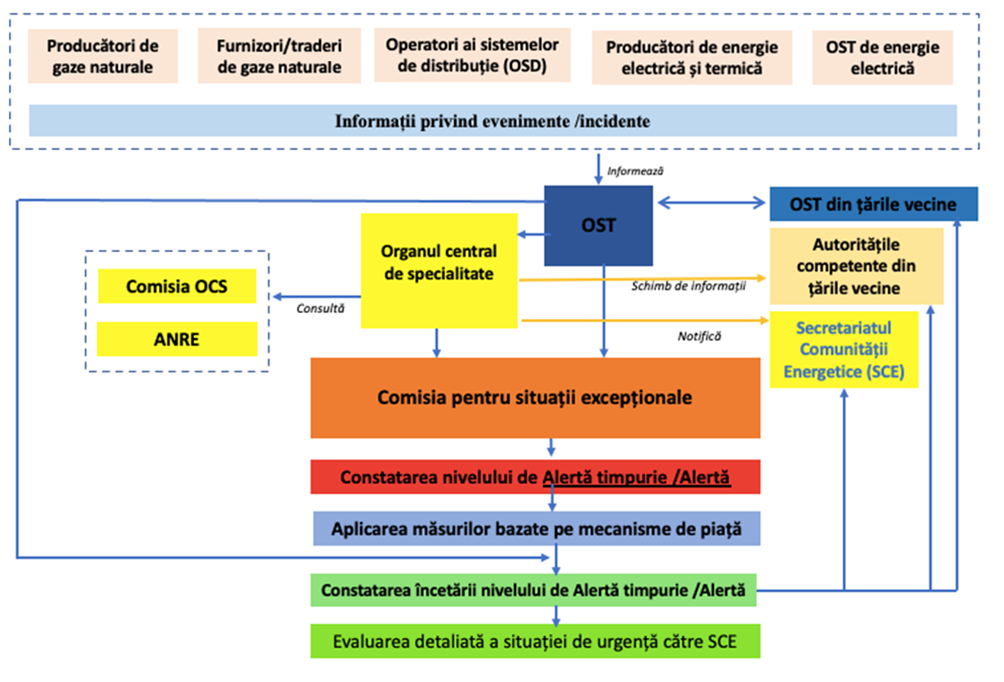 Producători de
gaze naturale
Furnizori/traderi
de gaze naturale
Operatori ai sistemelor
de distribuție (OSD)
Producători de energie
electrică și termică
OST de energie
electrică
Informații privind evenimente /incidente
Informează
OST
OST din țările vecine
Organul central
de specialitate
Autoritățile
competente din
țările vecine
Schimb de informații
Comisia OCS
Consultă
ANRE
Notifică
Secretariatul
Comunității
Energetice (SCE)
Comisia pentru situații excepționale
Constatarea nivelului de Alertă timpurie /Alertă
Aplicarea măsurilor bazate pe mecanisme de piață
Constatarea încetării nivelului de Alertă timpurie /Alertă
Evaluarea detaliată a situației de urgență către SCE